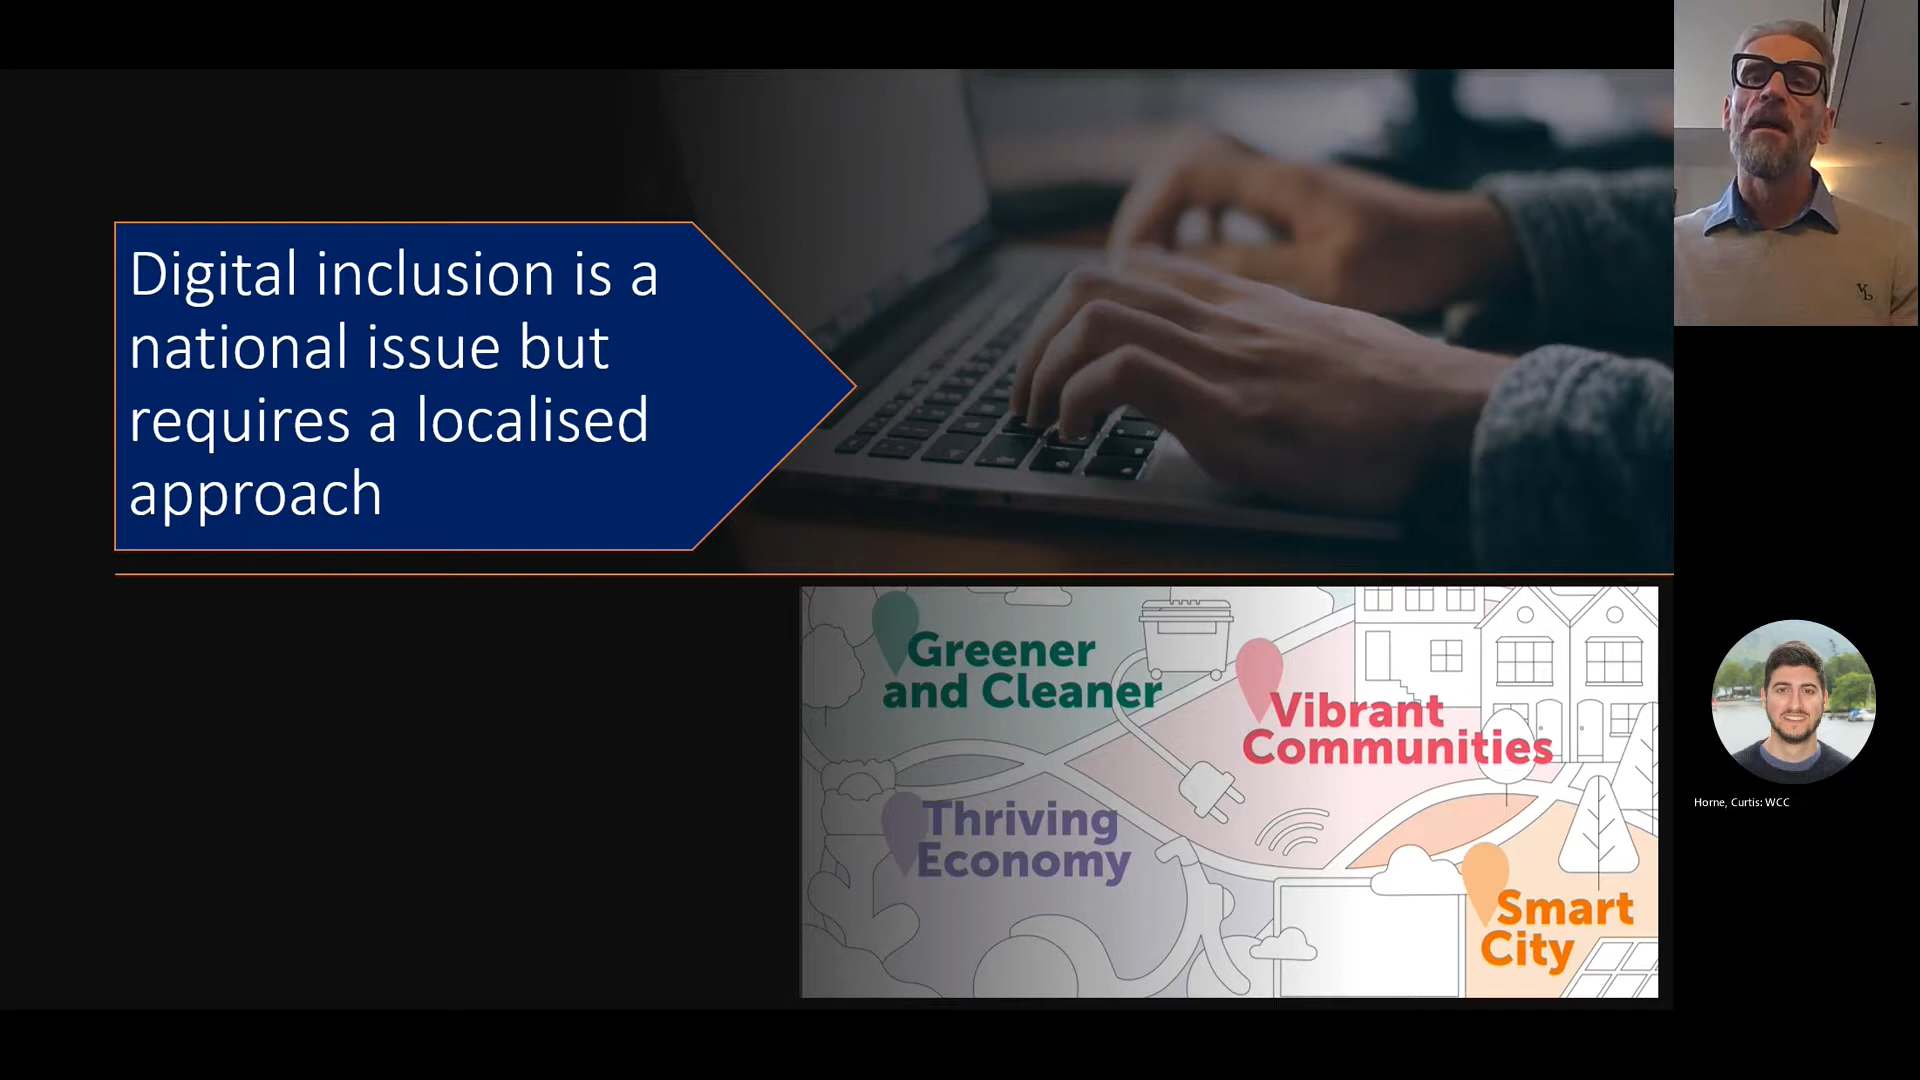 Digital inclusion is a
national issue but
requires a localised
approach
Greener
and Cleaner
Vibrant
Communities
Thriving
Economy
Smart
City
Horne, Curtis: WCC